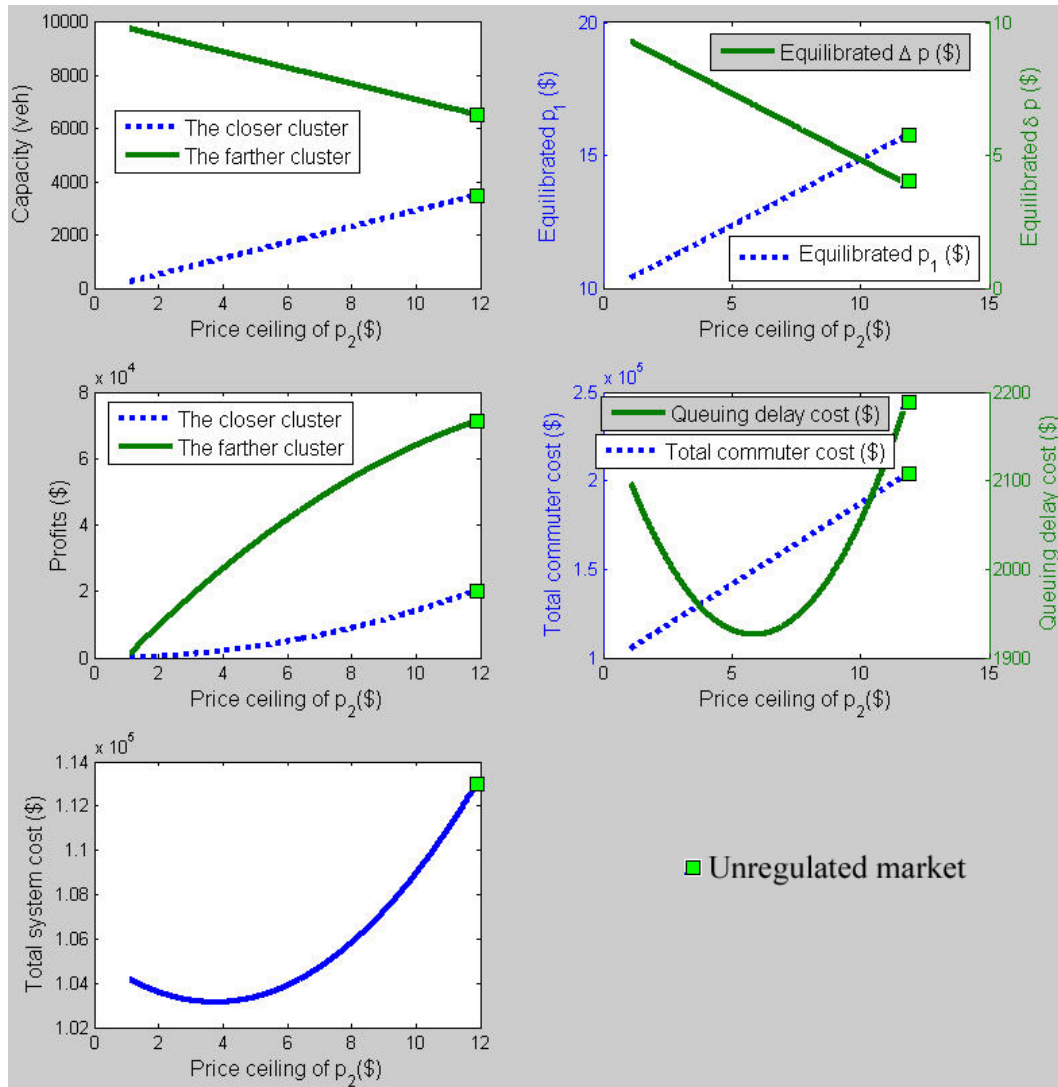 10000
8000
6000
4000
2000
0
Capacity (veh)
The closer cluster
The farther cluster
0 2 4 6 8 10 12
Price ceiling of p2($)
20
15
10
Equilibrated p1 ($)
Equilibrated Δ p ($)
Equilibrated p1 ($)
10
5
0
Equilibrated δ p ($)
0 5 10 15
Price ceiling of p2($)
x 10^4
8
6
4
2
0
Profits ($)
The closer cluster
The farther cluster
0 2 4 6 8 10 12
Price ceiling of p2($)
x 10^5
2.5
2
1.5
1
Total commuter cost ($)
Queuing delay cost ($)
Total commuter cost ($)
2200
2100
2000
1900
Queuing delay cost ($)
0 5 10 15
Price ceiling of p2($)
x 10^5
1.14
1.12
1.1
1.08
1.06
1.04
1.02
Total system cost ($)
0 2 4 6 8 10 12
Price ceiling of p2($)
Unregulated market